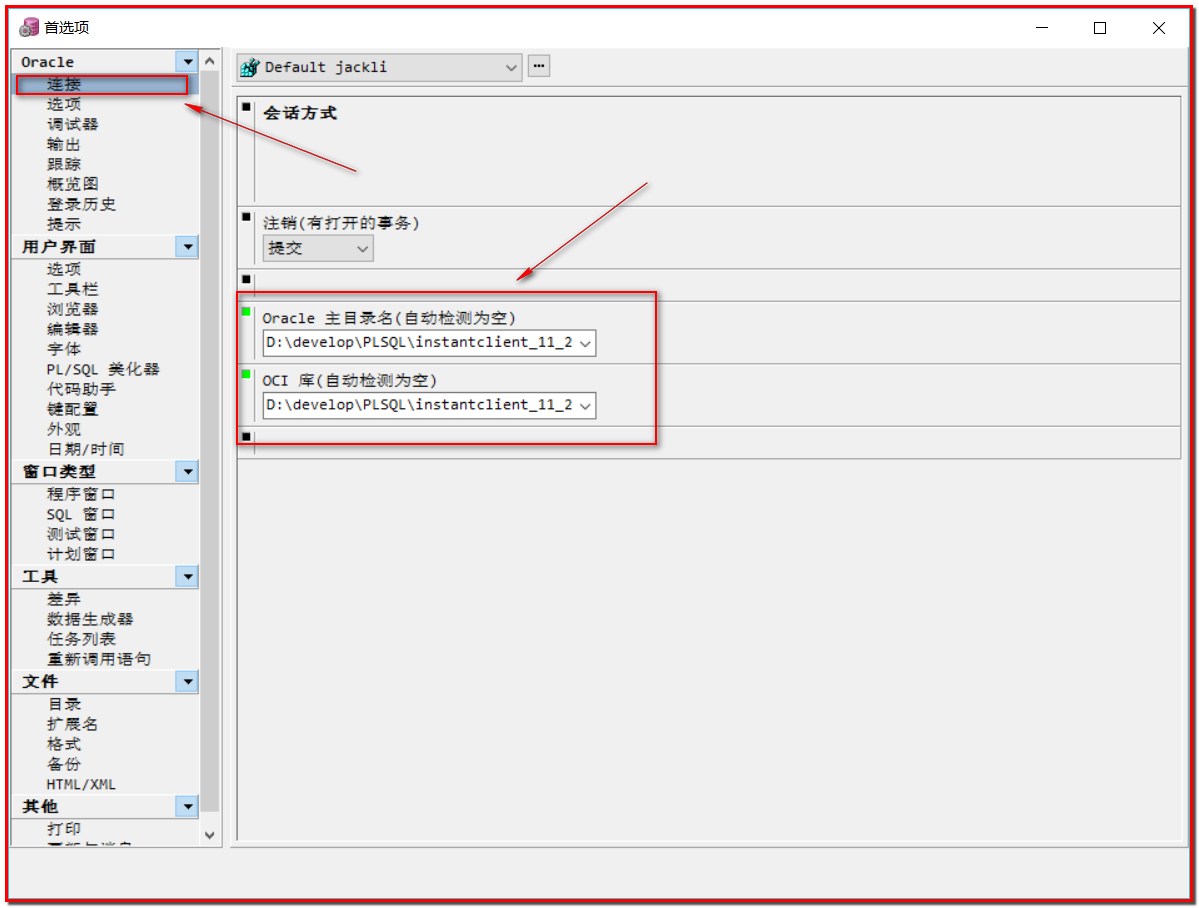 首选项
Oracle
连接
选项
调试器
输出
跟踪
概览图
登录历史
提示
用户界面
选项
工具栏
浏览器
编辑器
字体
PL/SQL 美化器
代码助手
键配置
外观
日期/时间
窗口类型
程序窗口
SQL 窗口
测试窗口
计划窗口
工具
差异
数据生成器
任务列表
重新调用语句
文件
目录
扩展名
格式
备份
HTML/XML
其他
打印
Default jackli
会话方式
注销(有打开的事务)
提交
Oracle 主目录名(自动检测为空)
D:\develop\PLSQL\instantclient_11_2
OCI 库(自动检测为空)
D:\develop\PLSQL\instantclient_11_2